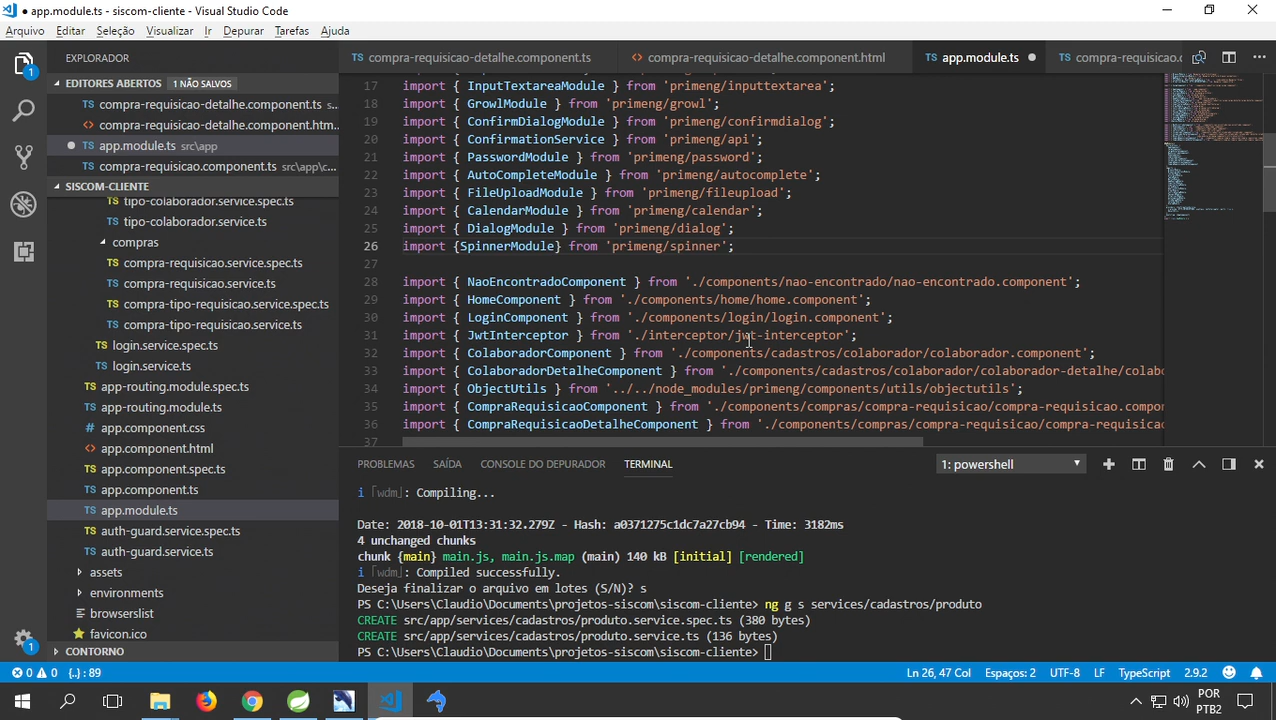 ● app.module.ts - siscom-cliente - Visual Studio Code
Arquivo Editar Seleção Visualizar Ir Depurar Tarefas Ajuda
EXPLORADOR
EDITORES ABERTOS 1 NÃO SALVOS
compra-requisicao-detalhe.component.ts s...
compra-requisicao-detalhe.component.htm...
app.module.ts src\app
compra-requisicao.component.ts src\app\c...
SISCOM-CLIENTE
tipo-colaborador.service.spec.ts
tipo-colaborador.service.ts
compras
compra-requisicao.service.spec.ts
compra-requisicao.service.ts
compra-tipo-requisicao.service.spec.ts
compra-tipo-requisicao.service.ts
login.service.spec.ts
login.service.ts
app-routing.module.spec.ts
app-routing.module.ts
app.component.css
app.component.html
app.component.spec.ts
app.component.ts
app.module.ts
auth-guard.service.spec.ts
auth-guard.service.ts
assets
environments
browserslist
favicon.ico
CONTORNO
compra-requisicao-detalhe.component.ts compra-requisicao-detalhe.component.html app.module.ts ● compra-requisicao.c
17 import { InputTextareaModule } from 'primeng/inputtextarea';
18 import { GrowlModule } from 'primeng/growl';
19 import { ConfirmDialogModule } from 'primeng/confirmdialog';
20 import { ConfirmationService } from 'primeng/api';
21 import { PasswordModule } from 'primeng/password';
22 import { AutoCompleteModule } from 'primeng/autocomplete';
23 import { FileUploadModule } from 'primeng/fileupload';
24 import { CalendarModule } from 'primeng/calendar';
25 import { DialogModule } from 'primeng/dialog';
26 import {SpinnerModule} from 'primeng/spinner';
27
28 import { NaoEncontradoComponent } from './components/nao-encontrado/nao-encontrado.component';
29 import { HomeComponent } from './components/home/home.component';
30 import { LoginComponent } from './components/login/login.component';
31 import { JwtInterceptor } from './interceptor/jwt-interceptor';
32 import { ColaboradorComponent } from './components/cadastros/colaborador/colaborador.component';
33 import { ColaboradorDetalheComponent } from './components/cadastros/colaborador/colaborador-detalhe/colabo
34 import { ObjectUtils } from '../../node_modules/primeng/components/utils/objectutils';
35 import { CompraRequisicaoComponent } from './components/compras/compra-requisicao/compra-requisicao.compo
36 import { CompraRequisicaoDetalheComponent } from './components/compras/compra-requisicao/compra-requisica
37
PROBLEMAS SAÍDA CONSOLE DO DEPURADOR TERMINAL 1: powershell
i ｢wdm｣: Compiling...
Date: 2018-10-01T13:31:32.279Z - Hash: a0371275c1dc7a27cb94 - Time: 3182ms
4 unchanged chunks
chunk {main} main.js, main.js.map (main) 140 kB [initial] [rendered]
i ｢wdm｣: Compiled successfully.
Deseja finalizar o arquivo em lotes (S/N)? s
PS C:\Users\Claudio\Documents\projetos-siscom\siscom-cliente> ng g s services/cadastros/produto
CREATE src/app/services/cadastros/produto.service.spec.ts (380 bytes)
CREATE src/app/services/cadastros/produto.service.ts (136 bytes)
PS C:\Users\Claudio\Documents\projetos-siscom\siscom-cliente>
0 0 {.}: 89 Ln 26, 47 Col Espaços: 2 UTF-8 LF TypeScript 2.9.2
POR
PTB2